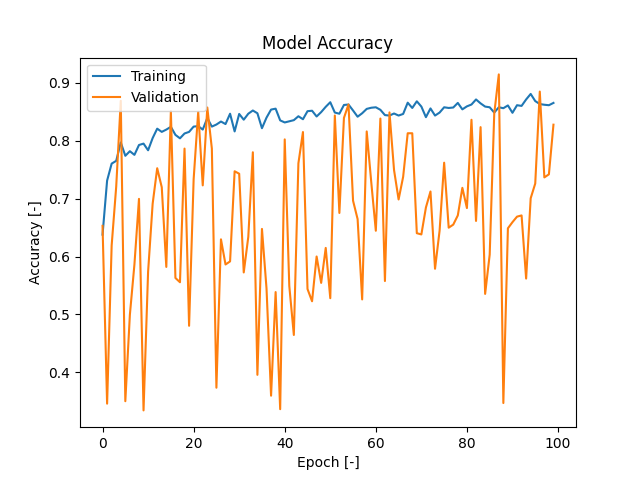 Model Accuracy
Training
Validation
Accuracy [-]
0.9
0.8
0.7
0.6
0.5
0.4
0 20 40 60 80 100
Epoch [-]